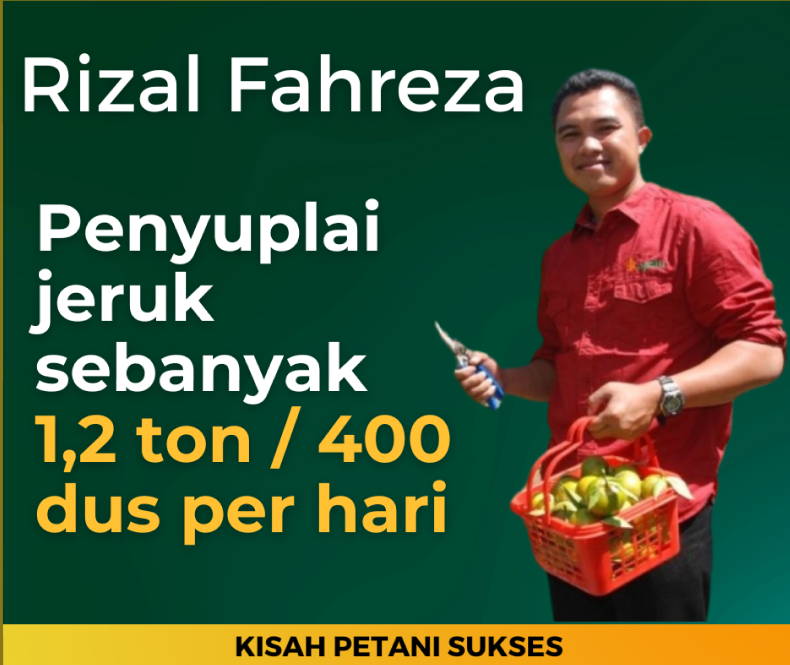 Rizal Fahreza
Penyuplai
jeruk
sebanyak
1,2 ton / 400
dus per hari
KISAH PETANI SUKSES